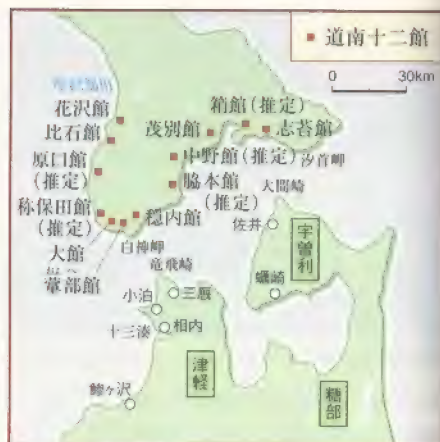 ■ 道南十二館
0 30km
花沢館
比石館
原口館
(推定)
称保田館
(推定)
大館
葦部館
穏内館
白神岬
茂別館
箱館(推定)
志苔館
中野館(推定)
脇本館
(推定)
汐首岬
大間崎
佐井
宇曽利
蠣崎
竜飛崎
三厩
小泊
十三湊
相内
津軽
糠部
鰺ヶ沢